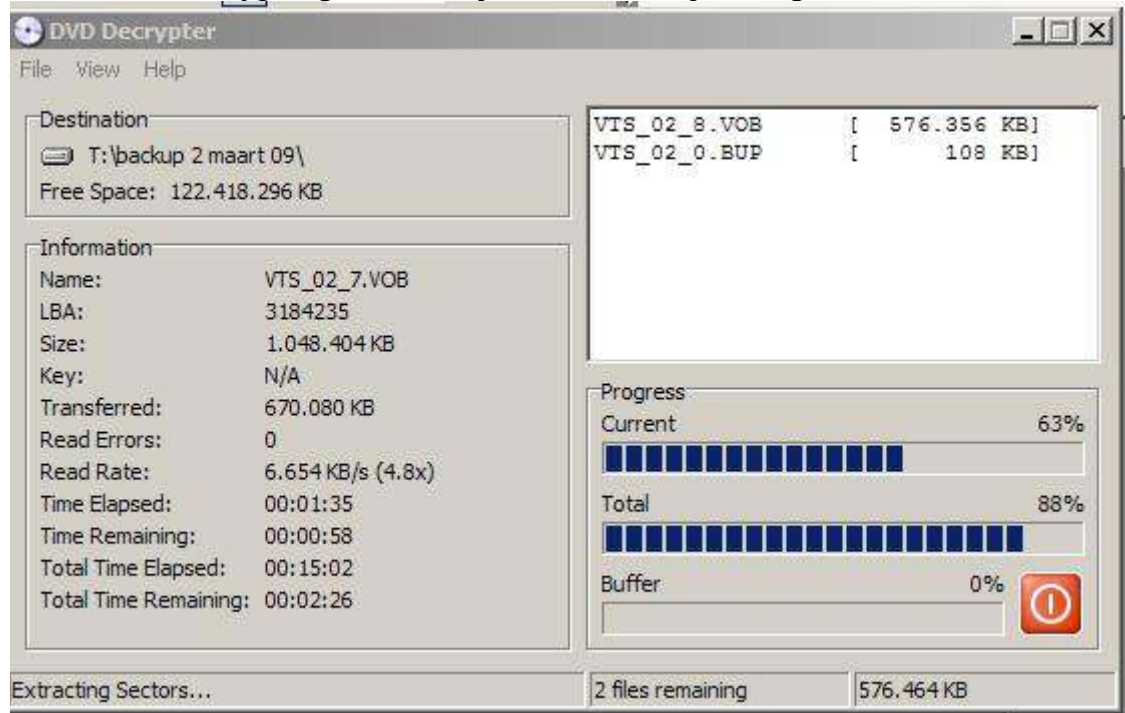 DVD Decrypter
File View Help
Destination
T:\backup 2 maart 09\
Free Space: 122.418.296 KB
VTS_02_8.VOB [ 576.356 KB]
VTS_02_0.BUP [ 108 KB]
Information
Name: VTS_02_7.VOB
LBA: 3184235
Size: 1.048.404 KB
Key: N/A
Transferred: 670.080 KB
Read Errors: 0
Read Rate: 6.654 KB/s (4.8x)
Time Elapsed: 00:01:35
Time Remaining: 00:00:58
Total Time Elapsed: 00:15:02
Total Time Remaining: 00:02:26
Progress
Current 63%
Total 88%
Buffer 0%
Extracting Sectors... 2 files remaining 576.464 KB